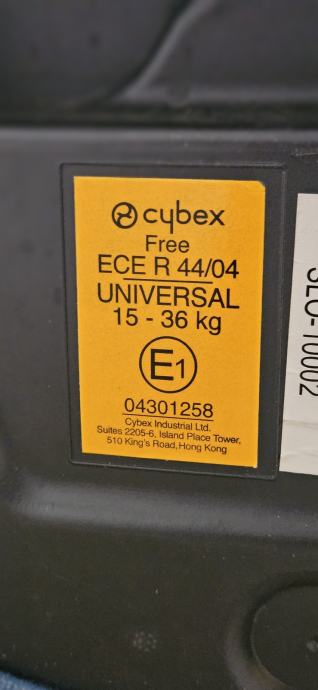 cybex
Free
ECE R 44/04
UNIVERSAL
15 - 36 kg
E1
04301258
Cybex Industrial Ltd.
Suites 2205-6, Island Place Tower,
510 King's Road, Hong Kong